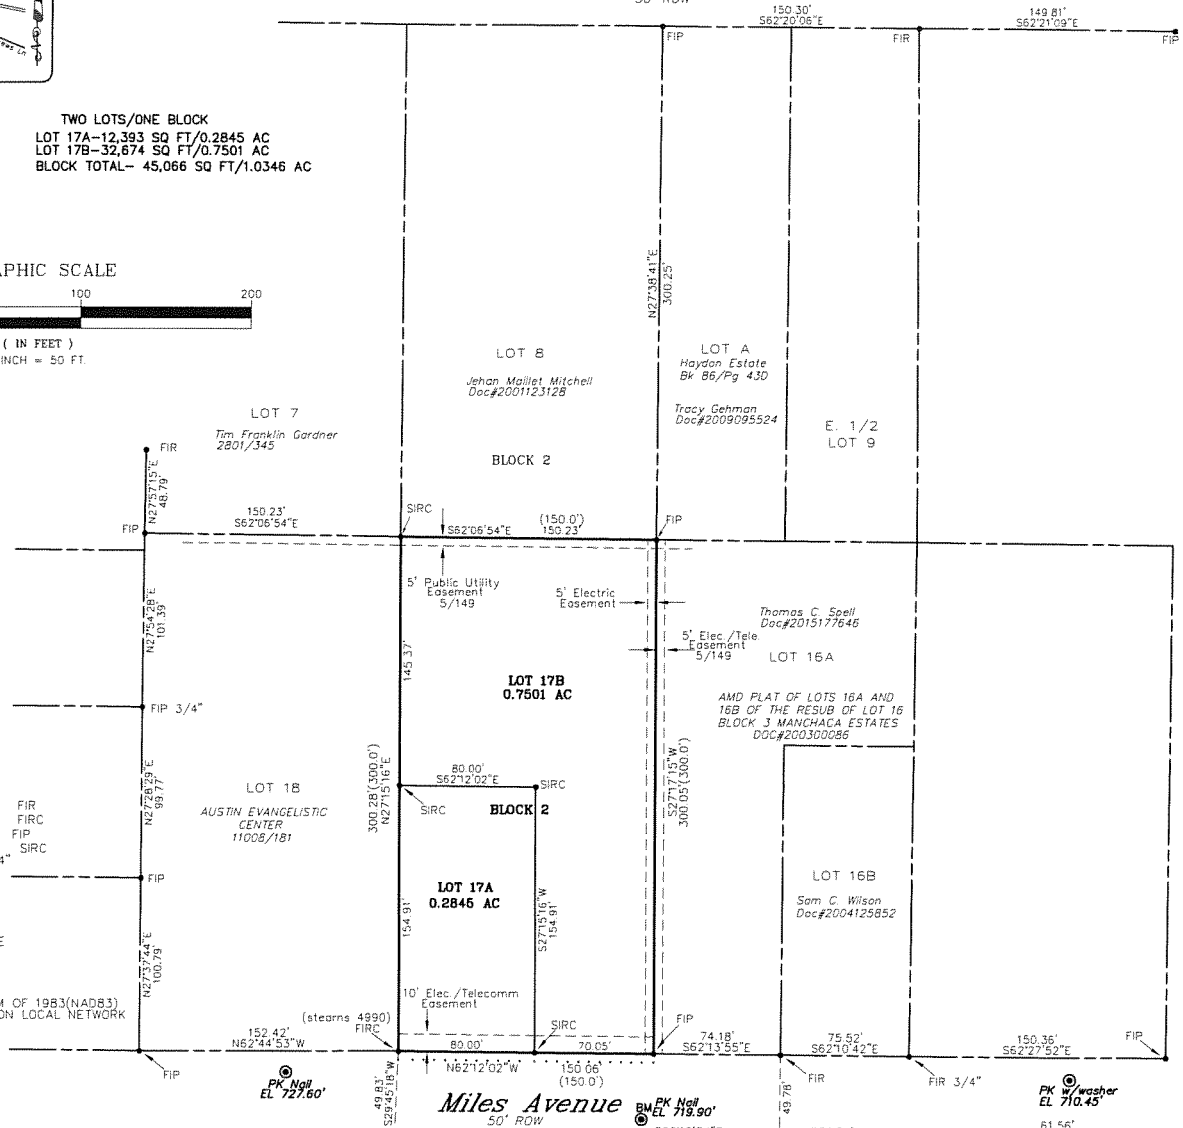 50' ROW
150.30'
S62°20'06"E
149.81'
S62°21'09"E
FIP
FIR
FIP
TWO LOTS/ONE BLOCK
LOT 17A-12,393 SQ FT/0.2845 AC
LOT 17B-32,674 SQ FT/0.7501 AC
BLOCK TOTAL- 45,066 SQ FT/1.0346 AC
APHIC SCALE
100
200
( IN FEET )
INCH = 50 FT.
N27°38'41"E
300.25'
LOT 8
Jehan Maillet Mitchell
Doc#2001123128
BLOCK 2
LOT A
Haydon Estate
Bk 86/Pg 43D
Tracy Gehman
Doc#2009095524
E. 1/2
LOT 9
LOT 7
Tim Franklin Gardner
2801/345
FIR
N27°57'15"E
48.79'
FIP
150.23'
S62°06'54"E
SIRC
S62°06'54"E
(150.0')
150.23'
FIP
5' Public Utility
Easement
5/149
5' Electric
Easement
5' Elec./Tele.
Easement
5/149
Thomas C. Spell
Doc#2015177646
LOT 16A
AMD PLAT OF LOTS 16A AND
16B OF THE RESUB OF LOT 16
BLOCK 3 MANCHACA ESTATES
DOC#200300086
N27°54'28"E
101.39'
145.37'
LOT 17B
0.7501 AC
FIP 3/4"
N27°28'29"E
99.77'
LOT 18
AUSTIN EVANGELISTIC
CENTER
11008/181
300.28'(300.0')
N27°15'16"E
80.00'
S62°12'02"E
SIRC
SIRC
BLOCK 2
S27°17'15"W
300.05'(300.0')
FIR
FIRC
FIP
SIRC
4"
FIP
LOT 17A
0.2845 AC
154.91'
S27°15'16"W
154.91'
LOT 16B
Sam C. Wilson
Doc#2004125852
E
N27°37'44"E
100.79'
M OF 1983(NAD83)
ON LOCAL NETWORK
10' Elec./Telecomm
Easement
(stearns 4990)
FIRC
152.42'
N62°44'53"W
80.00'
SIRC
70.05'
FIP
74.18'
S62°13'55"E
75.52'
S62°10'42"E
150.36'
S62°27'52"E
FIP
FIP
N62°12'02"W
150.06'
(150.0')
FIR
FIR 3/4"
PK Nail
EL 727.60'
49.83'
S29°45'18"W
Miles Avenue
50' ROW
BM
PK Nail
EL 719.90'
49.78'
PK w/washer
EL 710.45'
61.56'